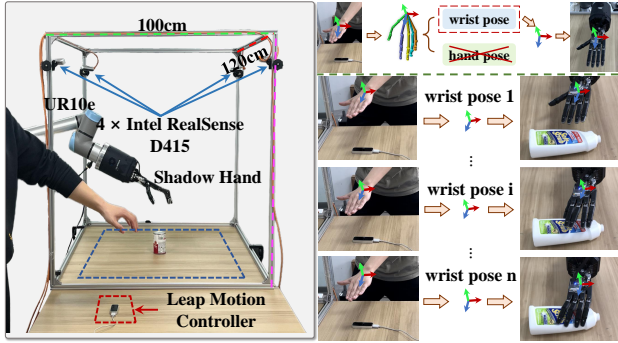 100cm
120cm
UR10e
4 × Intel RealSense
D415
Shadow Hand
Leap Motion
Controller
wrist pose
hand pose
wrist pose 1
...
wrist pose i
...
wrist pose n